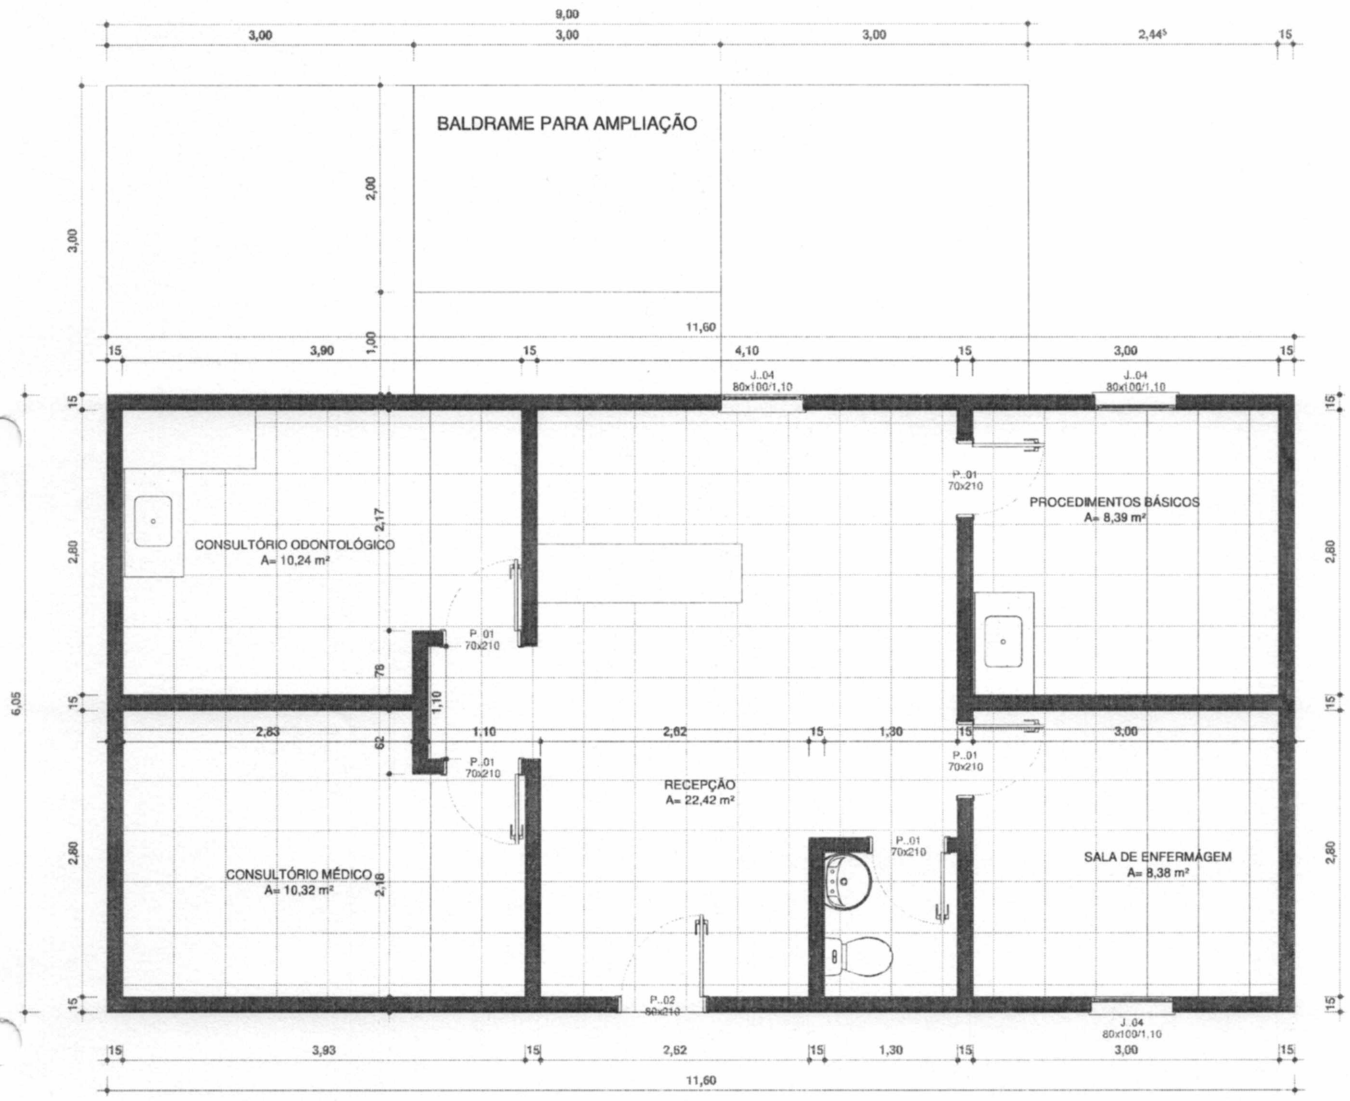 9,00
3,00 3,00 3,00 2,44⁵ 15
BALDRAME PARA AMPLIAÇÃO
2,00
3,00
1,00
11,60
15 3,90 15 4,10 15 3,00 15
J..04
80x100/1,10
J..04
80x100/1,10
15
15
P..01
70x210
PROCEDIMENTOS BÁSICOS
A= 8,39 m²
2,17
CONSULTÓRIO ODONTOLÓGICO
A= 10,24 m²
2,80
2,80
P..01
70x210
78
1,10
6,05
15
15
2,83 62 1,10 2,62 15 1,30 15 3,00
P..01
70x210
P..01
70x210
RECEPÇÃO
A= 22,42 m²
P..01
70x210
2,80
2,80
SALA DE ENFERMÁGEM
A= 8,38 m²
CONSULTÓRIO MÉDICO
A= 10,32 m²
2,18
15
15
P..02
80x210
J..04
80x100/1,10
15 3,93 15 2,62 15 1,30 15 3,00 15
11,60